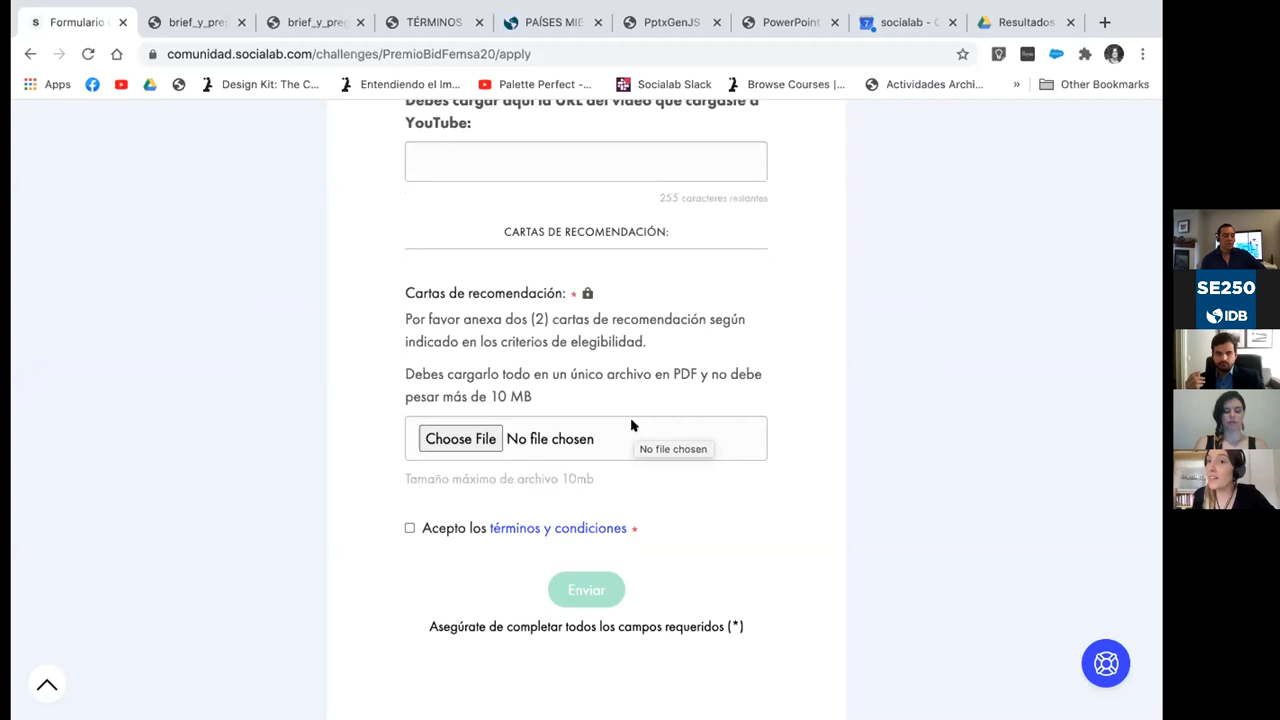 Formulario
brief_y_pre
brief_y_pre
TÉRMINOS
PAÍSES MIE
PptxGenJS
PowerPoint
socialab - C
Resultados
comunidad.socialab.com/challenges/PremioBidFemsa20/apply
Apps
Design Kit: The C...
Entendiendo el Im...
Palette Perfect -...
Socialab Slack
Browse Courses |...
Actividades Archi...
»
Other Bookmarks
Debes cargar aquí la URL del video que cargaste a
YouTube:
255 caracteres restantes
CARTAS DE RECOMENDACIÓN:
Cartas de recomendación: *
Por favor anexa dos (2) cartas de recomendación según
indicado en los criterios de elegibilidad.
Debes cargarlo todo en un único archivo en PDF y no debe
pesar más de 10 MB
Choose File No file chosen
No file chosen
Tamaño máximo de archivo 10mb
Acepto los términos y condiciones *
Enviar
Asegúrate de completar todos los campos requeridos (*)
SE250
IDB